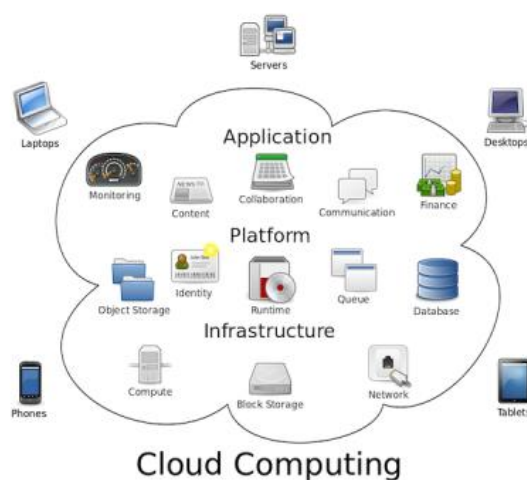 Servers
Laptops
Desktops
Application
Monitoring
NEWS
Content
Collaboration
Communication
Finance
Platform
Object Storage
Identity
Runtime
Queue
Database
Infrastructure
Compute
Block Storage
Network
Phones
Tablets
Cloud Computing